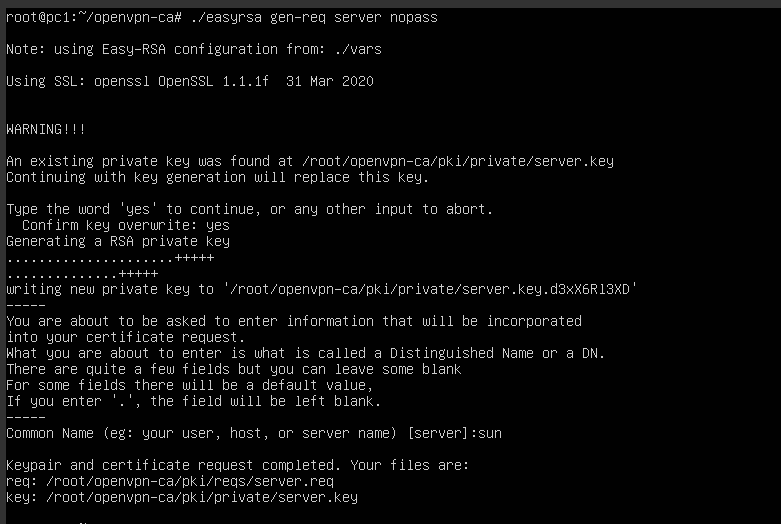 root@pc1:~/openvpn-ca# ./easyrsa gen-req server nopass
Note: using Easy-RSA configuration from: ./vars
Using SSL: openssl OpenSSL 1.1.1f  31 Mar 2020
WARNING!!!
An existing private key was found at /root/openvpn-ca/pki/private/server.key
Continuing with key generation will replace this key.
Type the word 'yes' to continue, or any other input to abort.
  Confirm key overwrite: yes
Generating a RSA private key
.....................+++++
..............+++++
writing new private key to '/root/openvpn-ca/pki/private/server.key.d3xX6Rl3XD'
-----
You are about to be asked to enter information that will be incorporated
into your certificate request.
What you are about to enter is what is called a Distinguished Name or a DN.
There are quite a few fields but you can leave some blank
For some fields there will be a default value,
If you enter '.', the field will be left blank.
-----
Common Name (eg: your user, host, or server name) [server]:sun
Keypair and certificate request completed. Your files are:
req: /root/openvpn-ca/pki/reqs/server.req
key: /root/openvpn-ca/pki/private/server.key